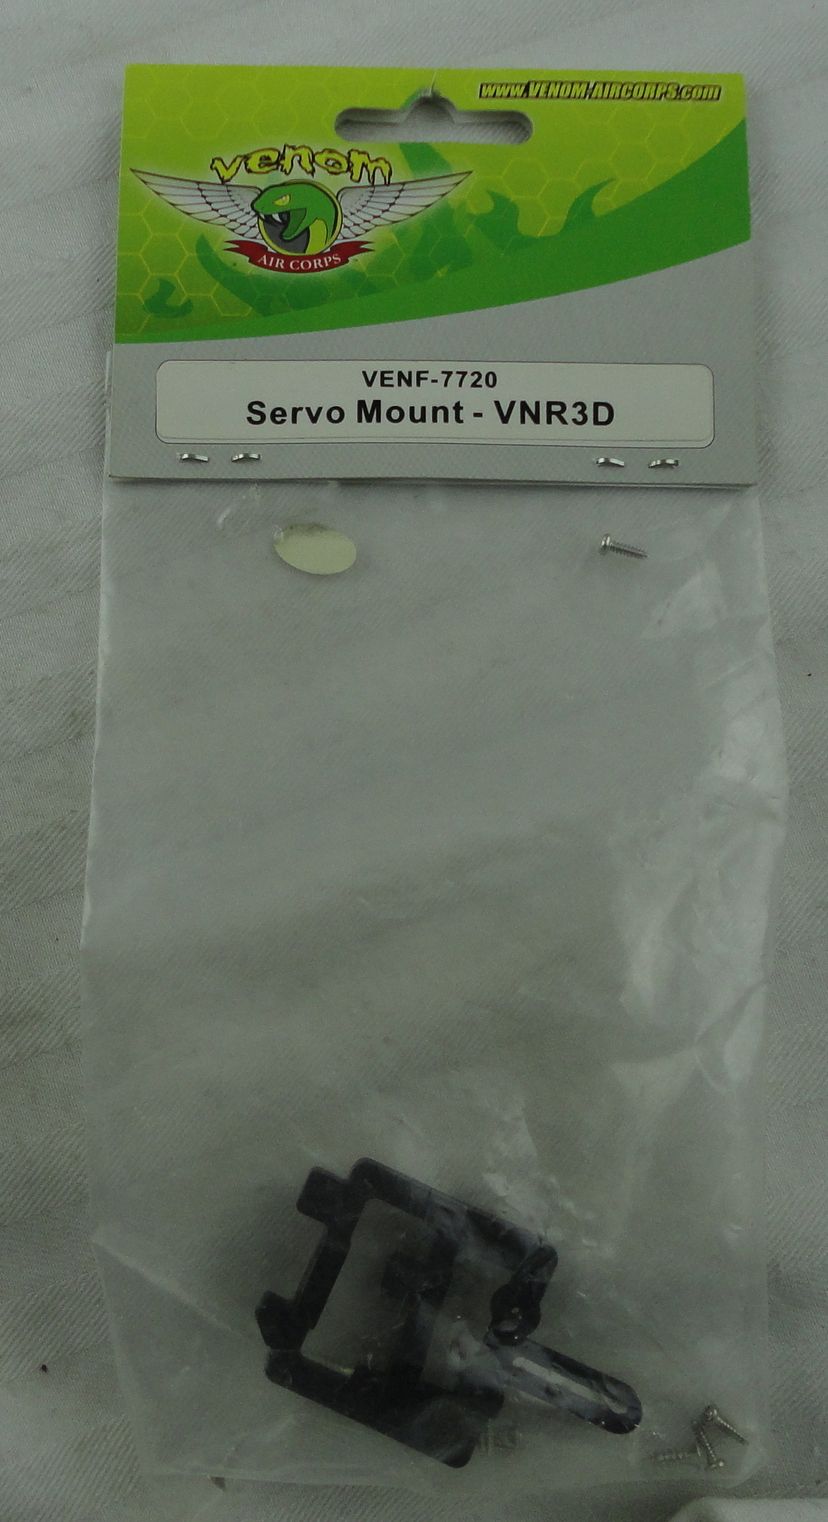 www.VENOM-AIRCORPS.com
venom
AIR CORPS
VENF-7720
Servo Mount - VNR3D